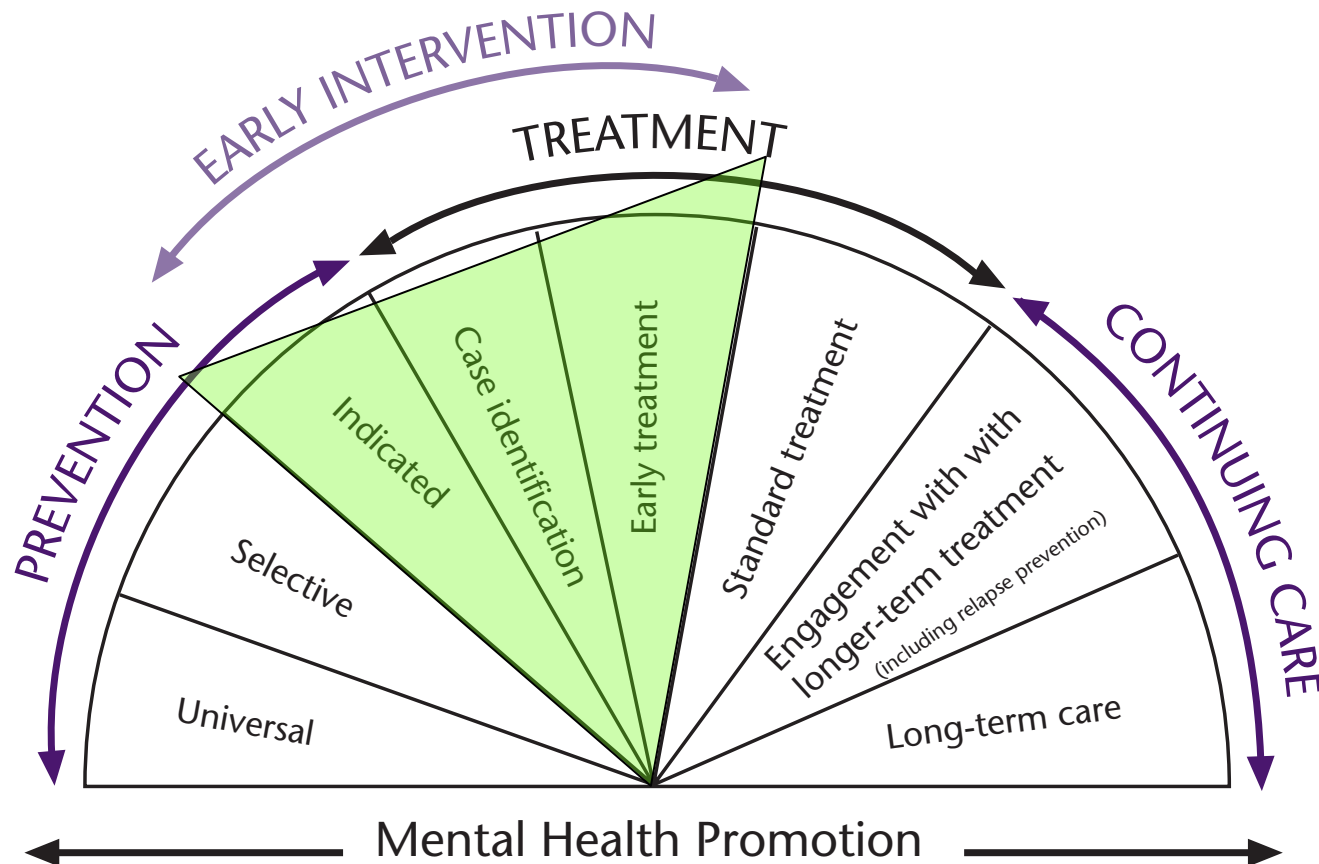 EARLY INTERVENTION
TREATMENT
PREVENTION
CONTINUING CARE
Universal
Selective
Indicated
Case identification
Early treatment
Standard treatment
Engagement with with
longer-term treatment
(including relapse prevention)
Long-term care
Mental Health Promotion